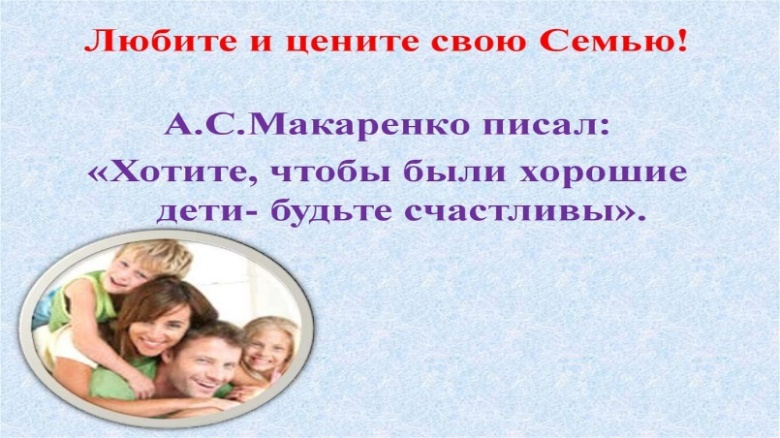 Любите и цените свою Семью!
А.С.Макаренко писал:
«Хотите, чтобы были хорошие
дети- будьте счастливы».